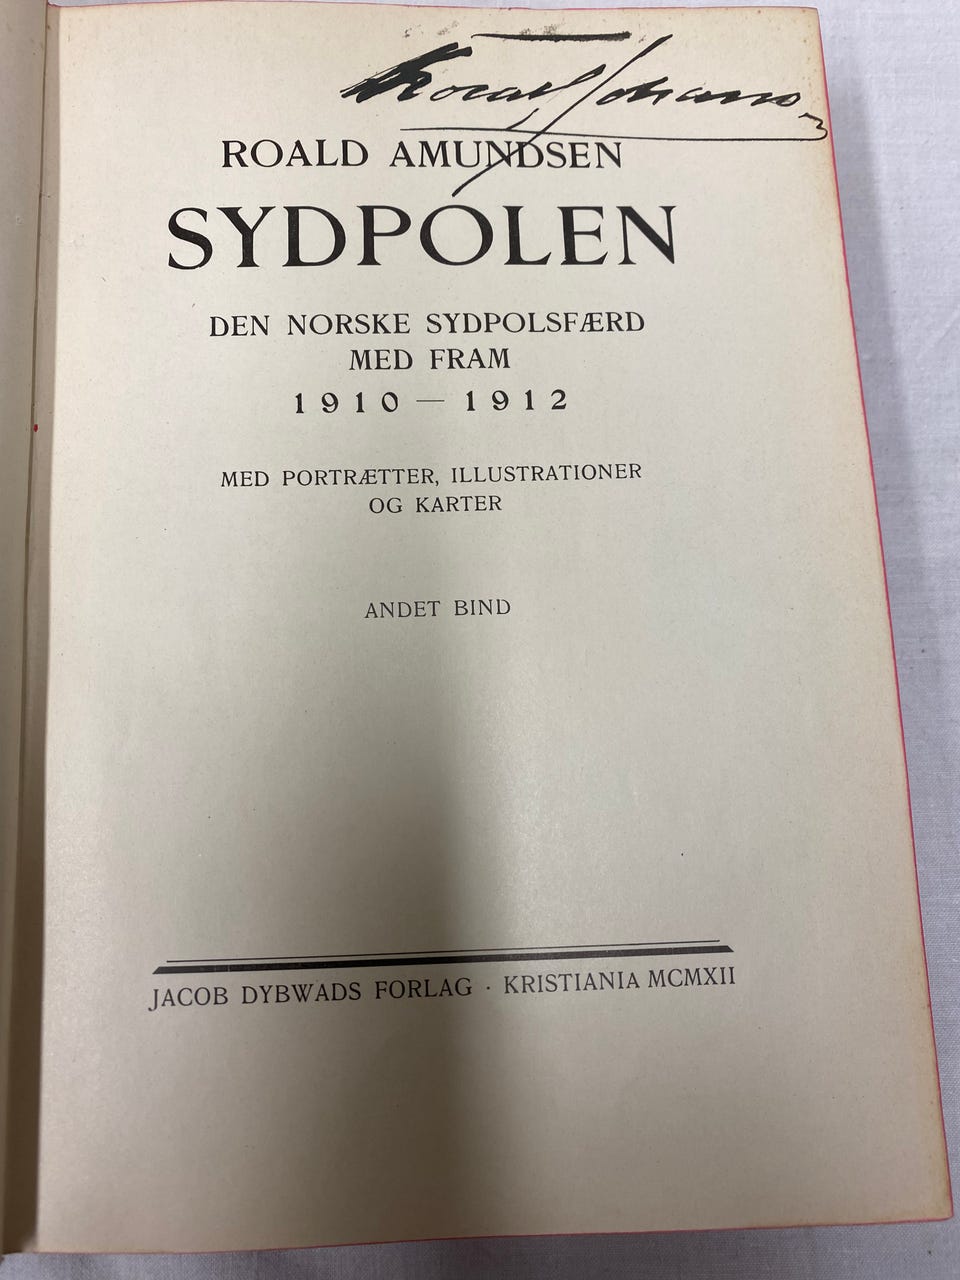 ROALD AMUNDSEN
SYDPOLEN
DEN NORSKE SYDPOLSFÆRD
MED FRAM
1910 — 1912
MED PORTRÆTTER, ILLUSTRATIONER
OG KARTER
ANDET BIND
JACOB DYBWADS FORLAG · KRISTIANIA MCMXII